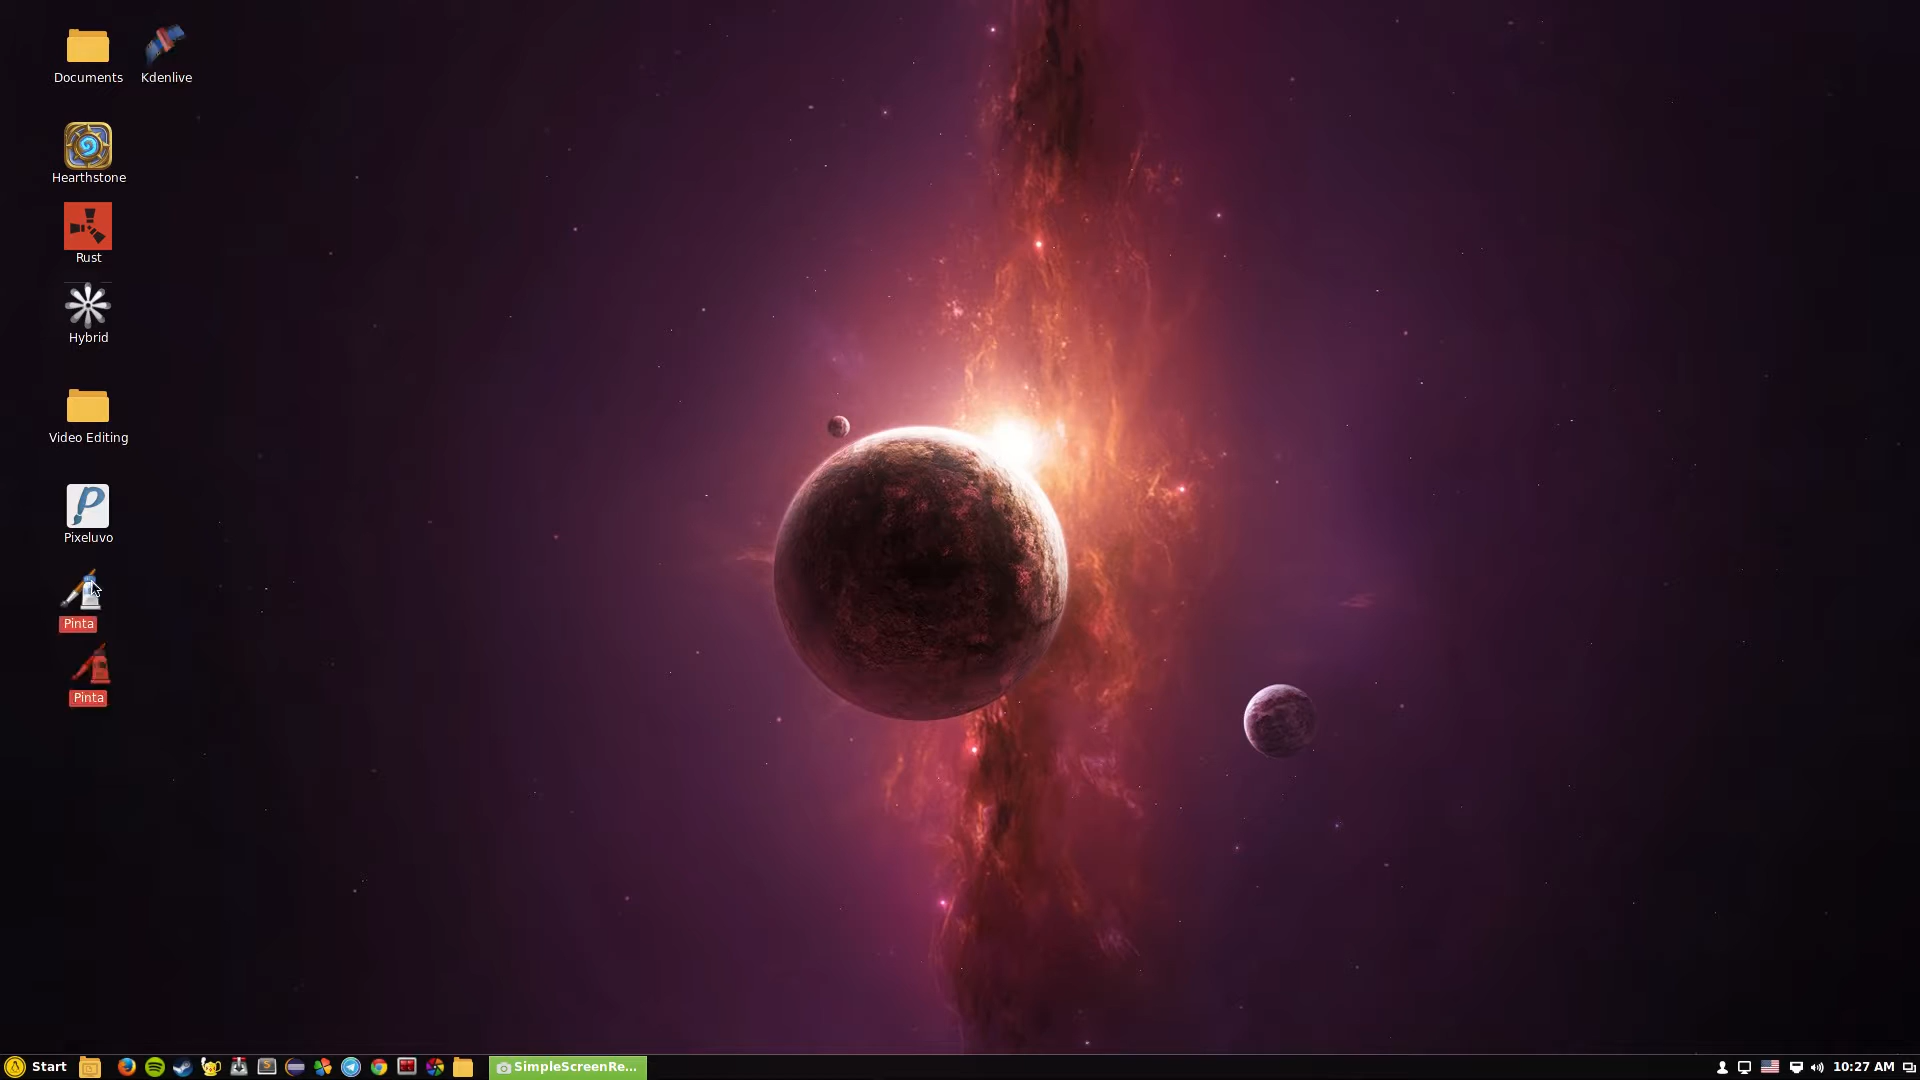 Documents
Kdenlive
Hearthstone
Rust
Hybrid
Video Editing
P
Pixeluvo
Pinta
Pinta
Start
S
SimpleScreenRe...
10:27 AM